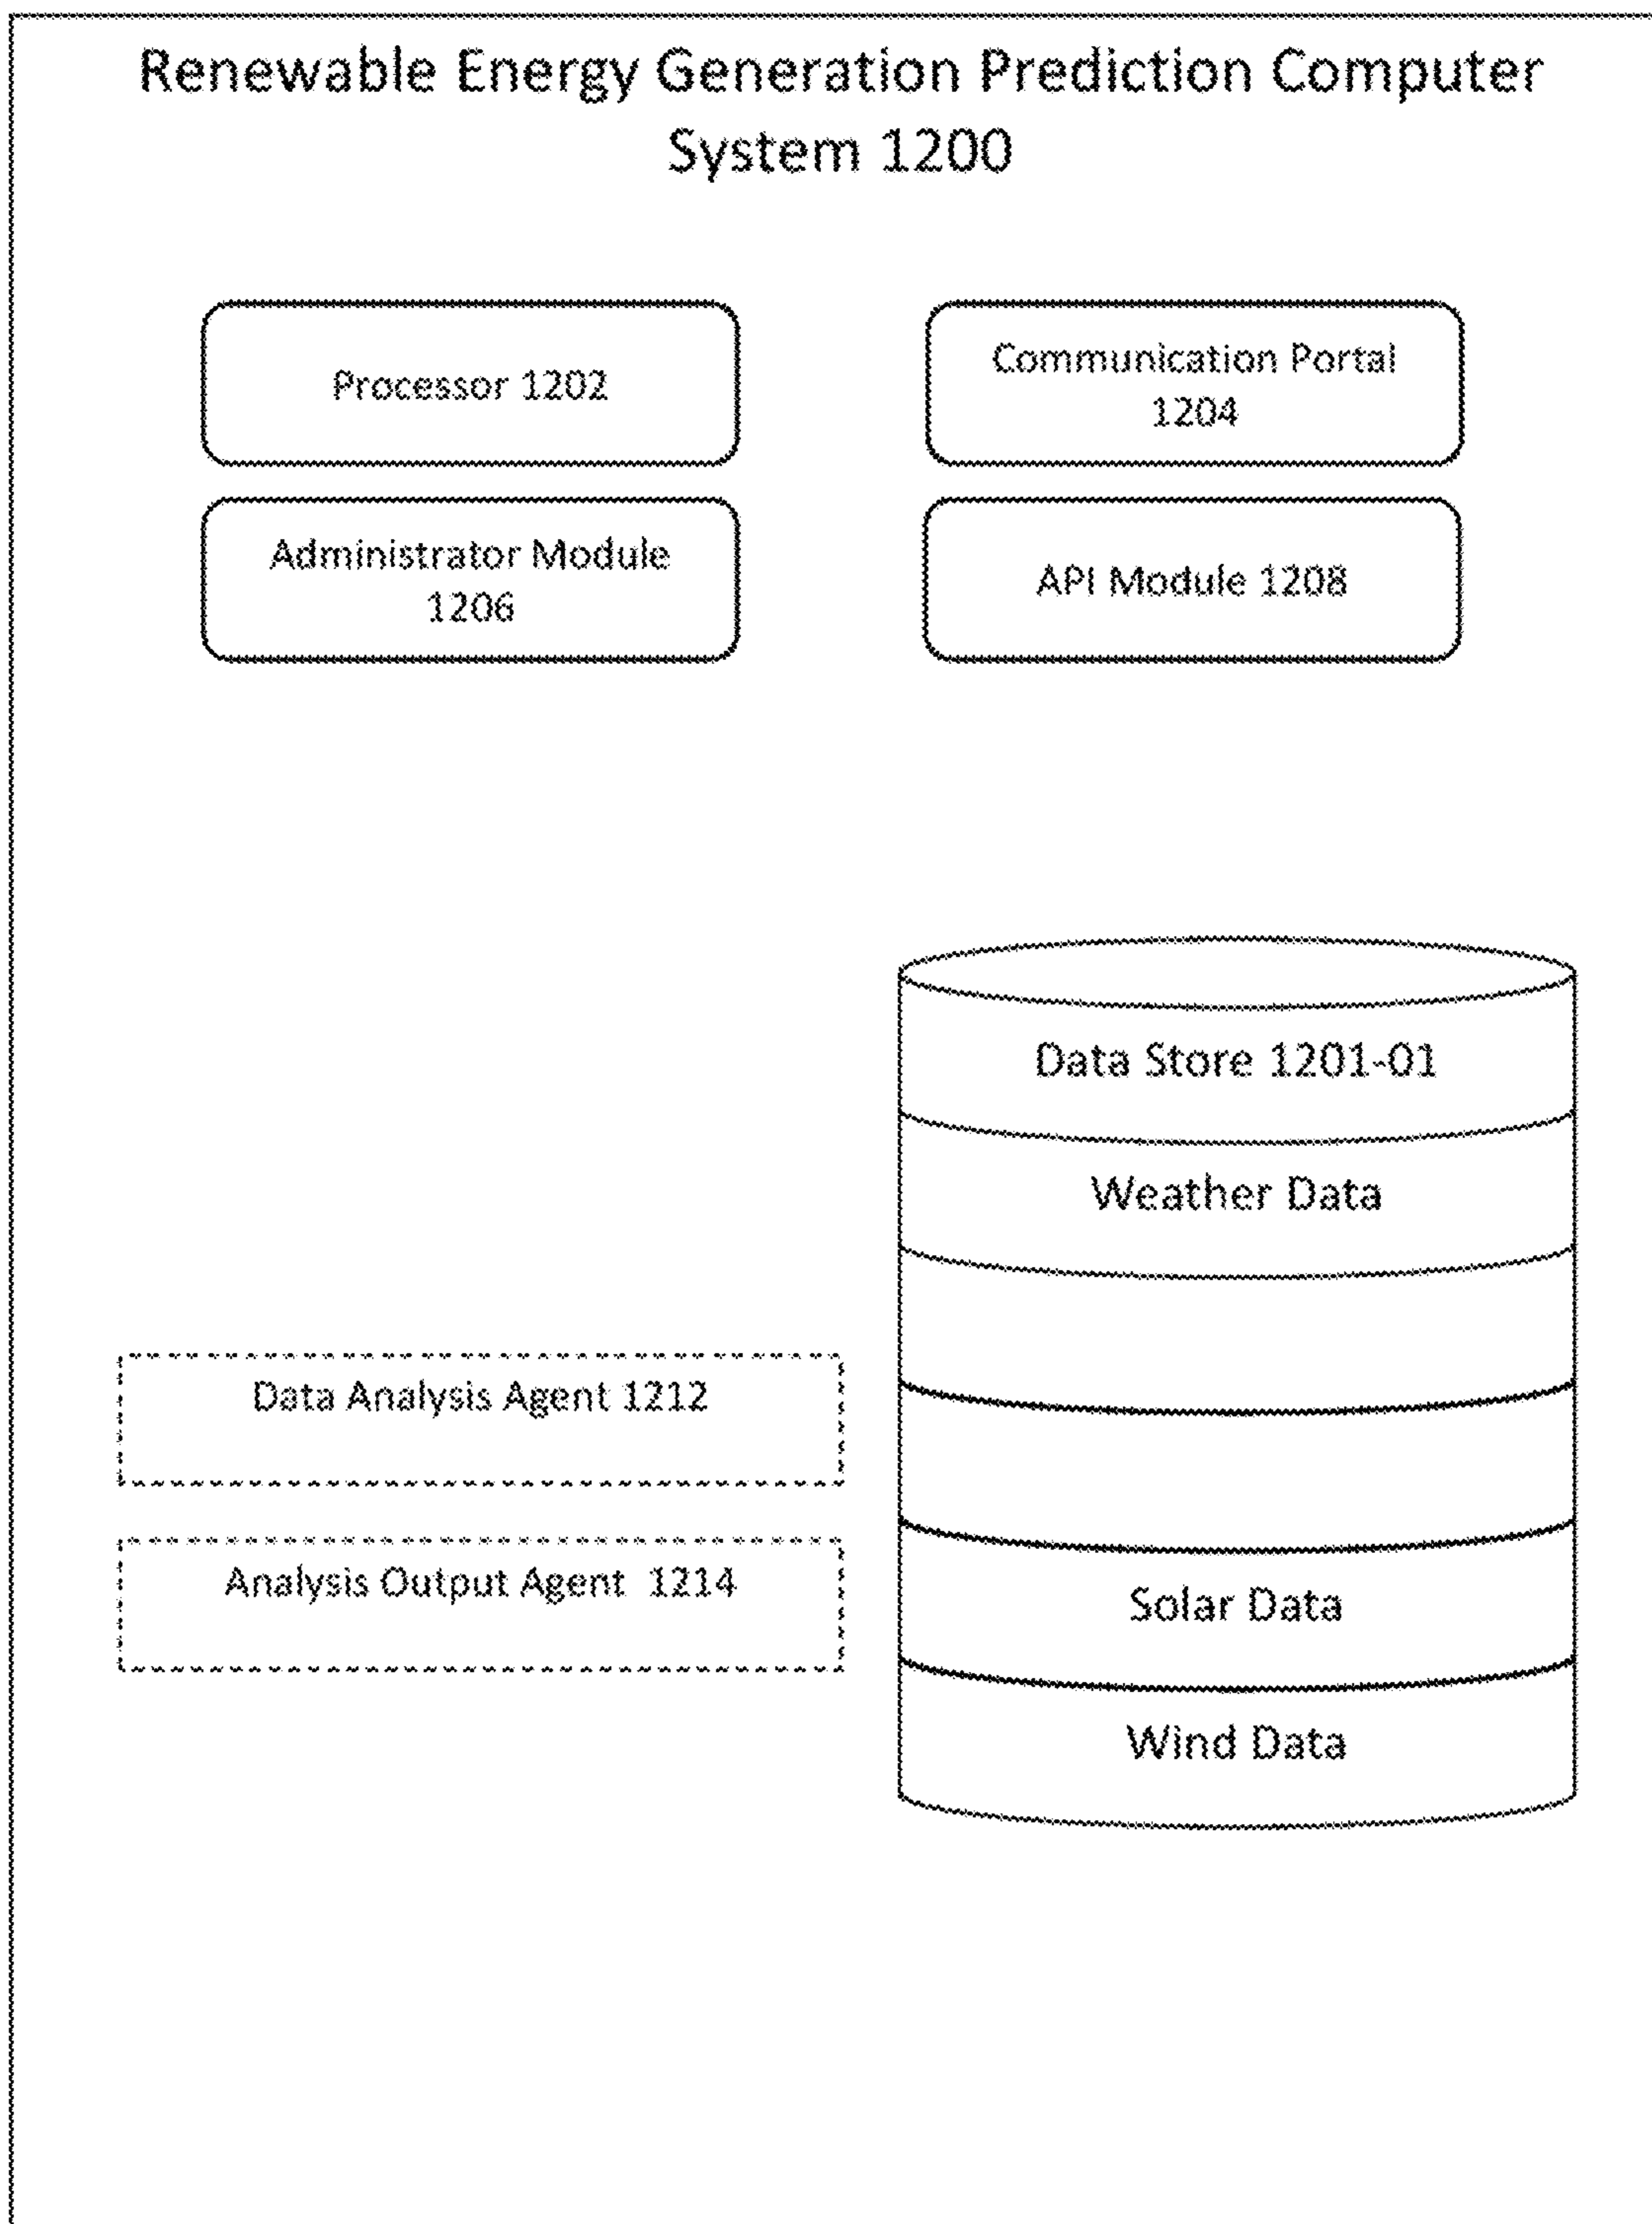 Renewable Energy Generation Prediction Computer
System 1200
Processor 1202
Communication Portal
1204
Administrator Module
1206
API Module 1208
Data Store 1201-01
Weather Data
Data Analysis Agent 1212
Analysis Output Agent 1214
Solar Data
Wind Data